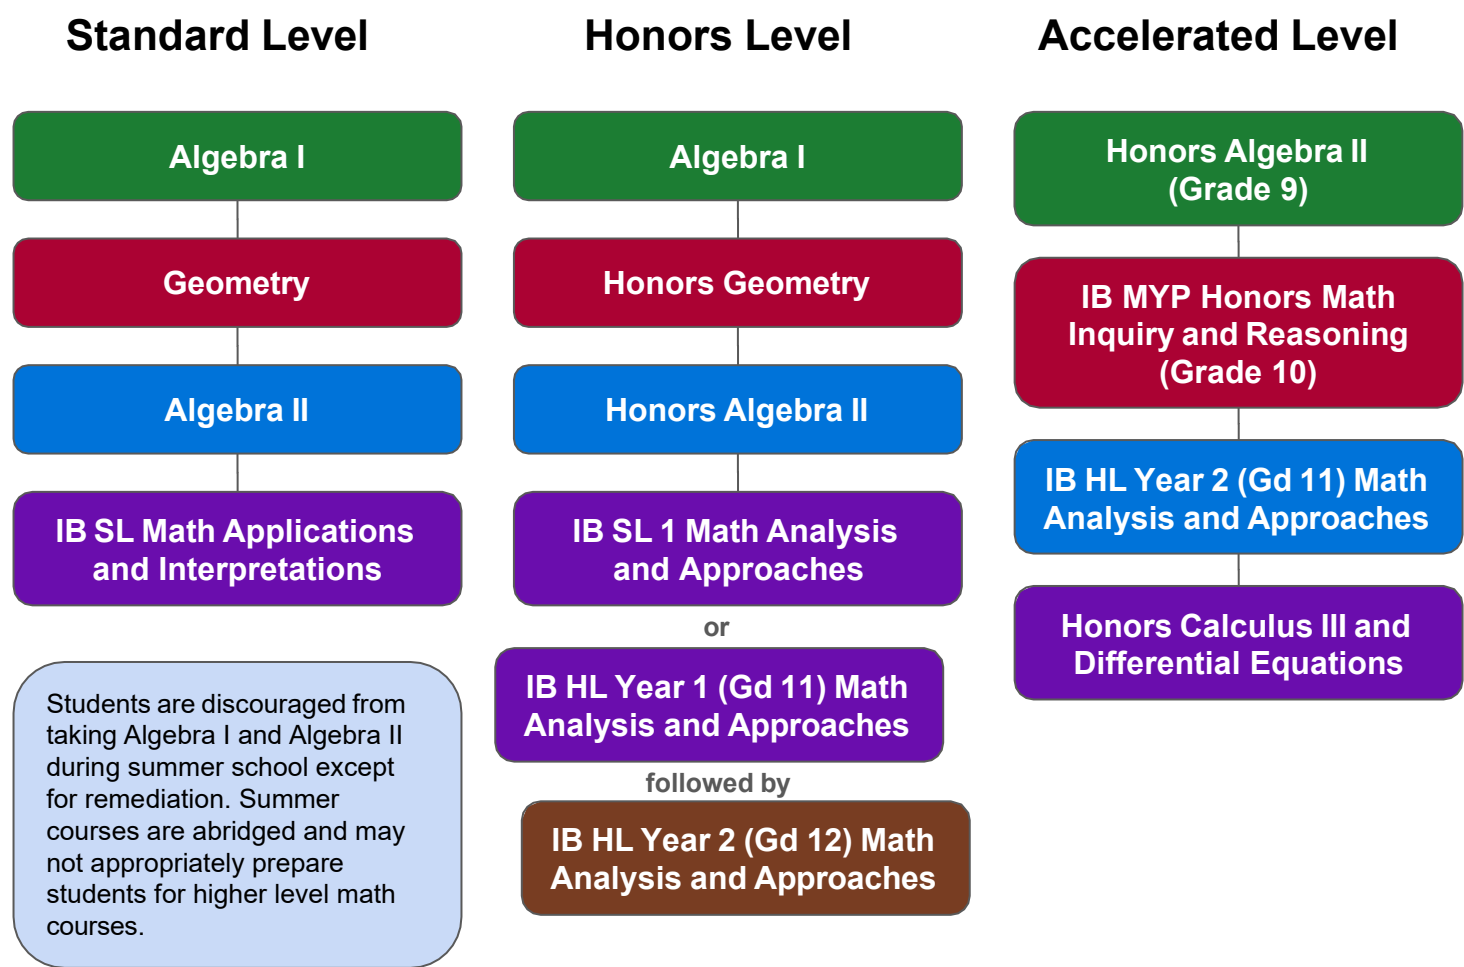 Standard Level
Algebra I
Geometry
Algebra II
IB SL Math Applications
and Interpretations
Students are discouraged from
taking Algebra I and Algebra II
during summer school except
for remediation. Summer
courses are abridged and may
not appropriately prepare
students for higher level math
courses.
Honors Level
Algebra I
Honors Geometry
Honors Algebra II
IB SL 1 Math Analysis
and Approaches
or
IB HL Year 1 (Gd 11) Math
Analysis and Approaches
followed by
IB HL Year 2 (Gd 12) Math
Analysis and Approaches
Accelerated Level
Honors Algebra II
(Grade 9)
IB MYP Honors Math
Inquiry and Reasoning
(Grade 10)
IB HL Year 2 (Gd 11) Math
Analysis and Approaches
Honors Calculus III and
Differential Equations